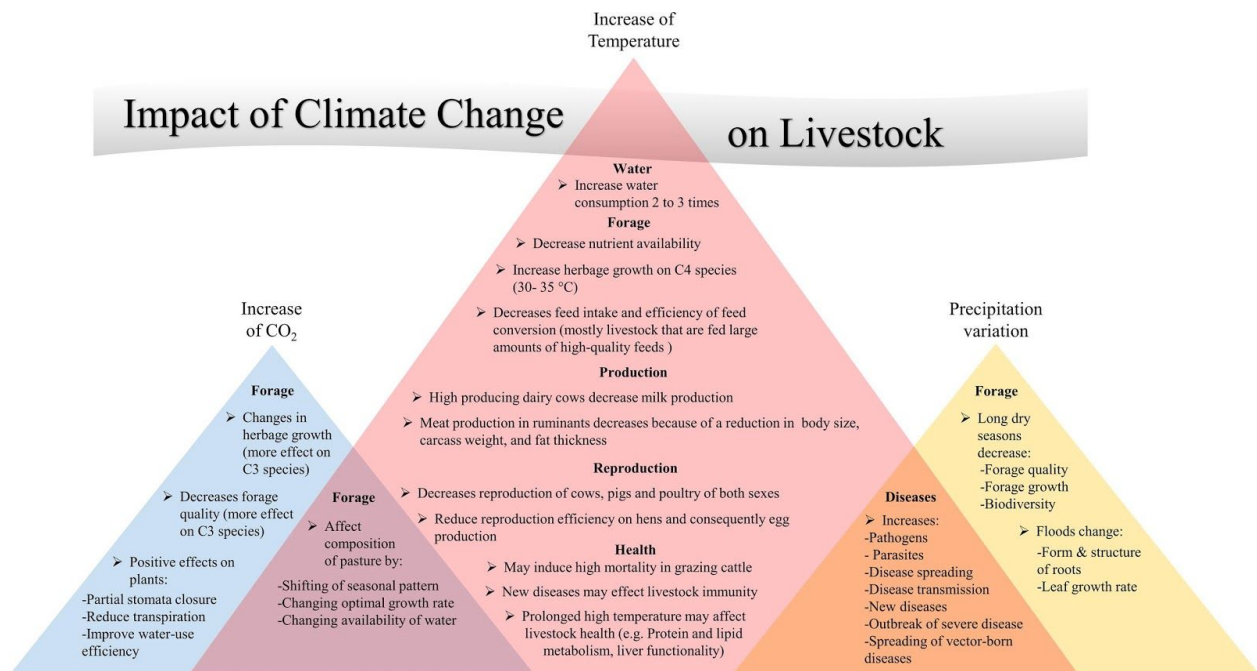 Increase of
Temperature
Impact of Climate Change
on Livestock
Water
➢ Increase water
consumption 2 to 3 times
Forage
➢ Decrease nutrient availability
➢ Increase herbage growth on C4 species
(30- 35 °C)
➢ Decreases feed intake and efficiency of feed
conversion (mostly livestock that are fed large
amounts of high-quality feeds )
Production
➢ High producing dairy cows decrease milk production
➢ Meat production in ruminants decreases because of a reduction in body size,
carcass weight, and fat thickness
Reproduction
➢ Decreases reproduction of cows, pigs and poultry of both sexes
➢ Reduce reproduction efficiency on hens and consequently egg
production
Health
➢ May induce high mortality in grazing cattle
➢ New diseases may effect livestock immunity
➢ Prolonged high temperature may affect
livestock health (e.g. Protein and lipid
metabolism, liver functionality)
Increase
of CO₂
Forage
➢ Changes in
herbage growth
(more effect on
C3 species)
➢ Decreases forage
quality (more effect
on C3 species)
➢ Positive effects on
plants:
-Partial stomata closure
-Reduce transpiration
-Improve water-use
efficiency
Forage
➢ Affect
composition
of pasture by:
-Shifting of seasonal pattern
-Changing optimal growth rate
-Changing availability of water
Precipitation
variation
Forage
➢ Long dry
seasons
decrease:
-Forage quality
-Forage growth
-Biodiversity
➢ Floods change:
-Form & structure
of roots
-Leaf growth rate
Diseases
➢ Increases:
-Pathogens
- Parasites
-Disease spreading
-Disease transmission
-New diseases
-Outbreak of severe disease
-Spreading of vector-born
diseases